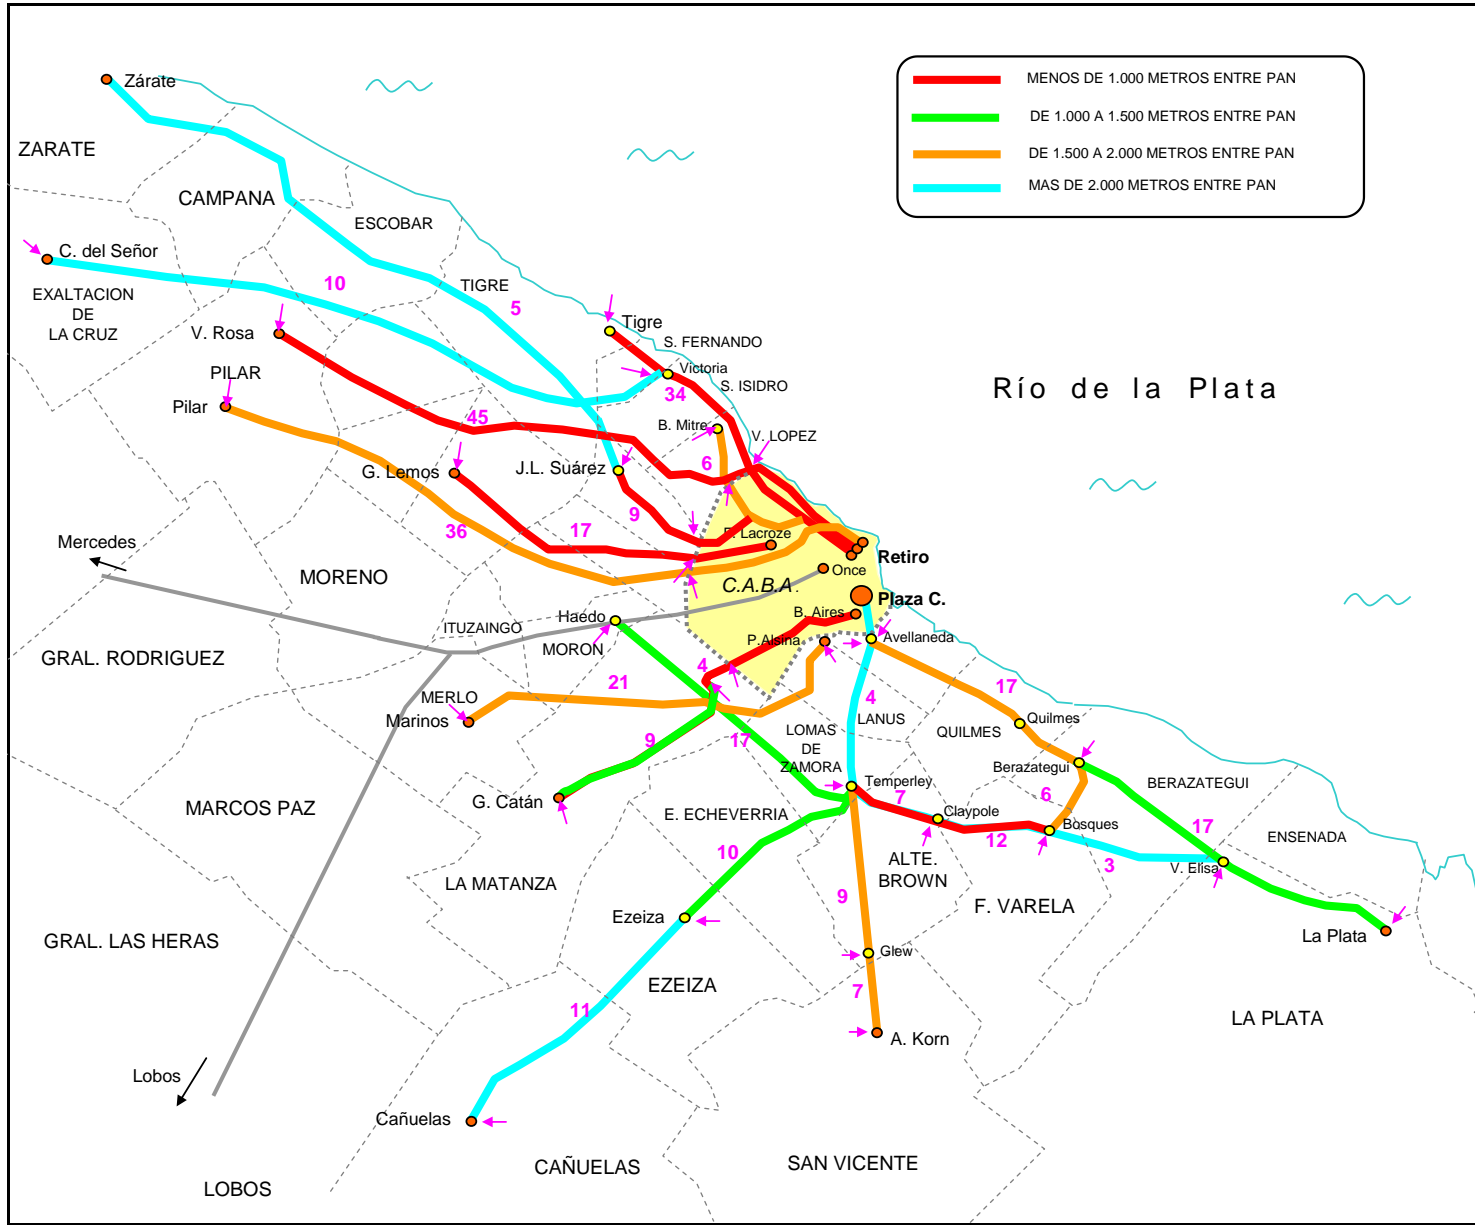 Zárate
MENOS DE 1.000 METROS ENTRE PAN
DE 1.000 A 1.500 METROS ENTRE PAN
DE 1.500 A 2.000 METROS ENTRE PAN
MAS DE 2.000 METROS ENTRE PAN
ZARATE
CAMPANA
ESCOBAR
C. del Señor
EXALTACION
DE
LA CRUZ
10
TIGRE
5
V. Rosa
Tigre
S. FERNANDO
Victoria
S. ISIDRO
34
Río de la Plata
PILAR
Pilar
45
B. Mitre
V. LOPEZ
6
G. Lemos
J.L. Suárez
9
36
17
F. Lacroze
Retiro
Mercedes
MORENO
Once
C.A.B.A.
Plaza C.
B. Aires
Haedo
ITUZAINGO
MORON
P.Alsina
Avellaneda
GRAL. RODRIGUEZ
4
21
MERLO
Marinos
17
4
LANUS
Quilmes
QUILMES
LOMAS
DE
ZAMORA
9
17
Berazategui
BERAZATEGUI
Temperley
G. Catán
MARCOS PAZ
E. ECHEVERRIA
7
Claypole
6
Bosques
17
ENSENADA
12
3
V. Elisa
10
ALTE.
BROWN
LA MATANZA
9
F. VARELA
Ezeiza
La Plata
GRAL. LAS HERAS
Glew
EZEIZA
7
11
A. Korn
LA PLATA
Lobos
Cañuelas
CAÑUELAS
SAN VICENTE
LOBOS